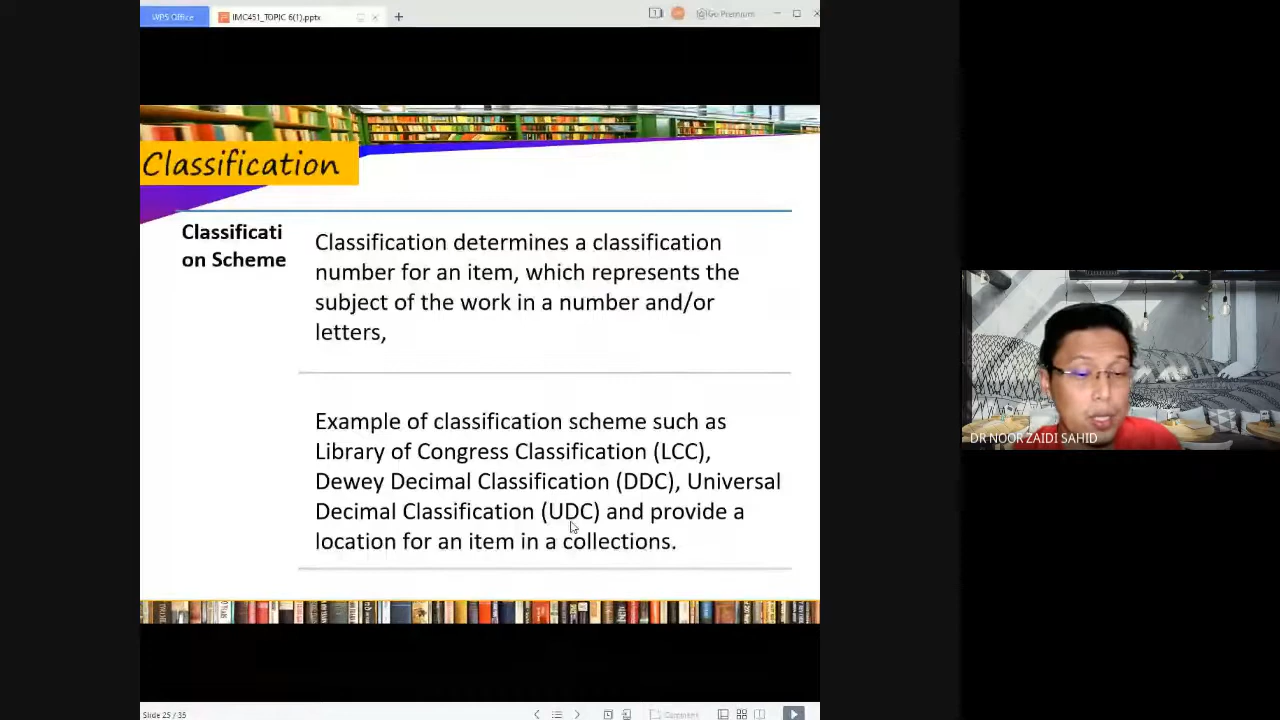 WPS Office
IMC451_TOPIC 6(1).pptx
Premium
Classification
Classificati
on Scheme
Classification determines a classification
number for an item, which represents the
subject of the work in a number and/or
letters,
Example of classification scheme such as
Library of Congress Classification (LCC),
Dewey Decimal Classification (DDC), Universal
Decimal Classification (UDC) and provide a
location for an item in a collections.
DR NOOR ZAIDI SAHID
Slide 25 / 35
Comment